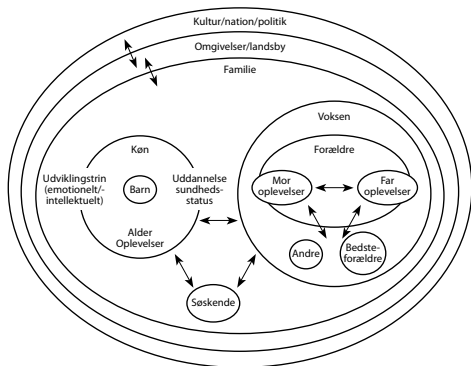 Kultur/nation/politik
Omgivelser/landsby
Familie
Voksen
Køn
Forældre
Udviklingstrin
(emotionelt/-
intellektuelt)
Barn
Uddannelse
sundheds-
status
Mor
oplevelser
Far
oplevelser
Alder
Oplevelser
Andre
Bedste-
forældre
Søskende